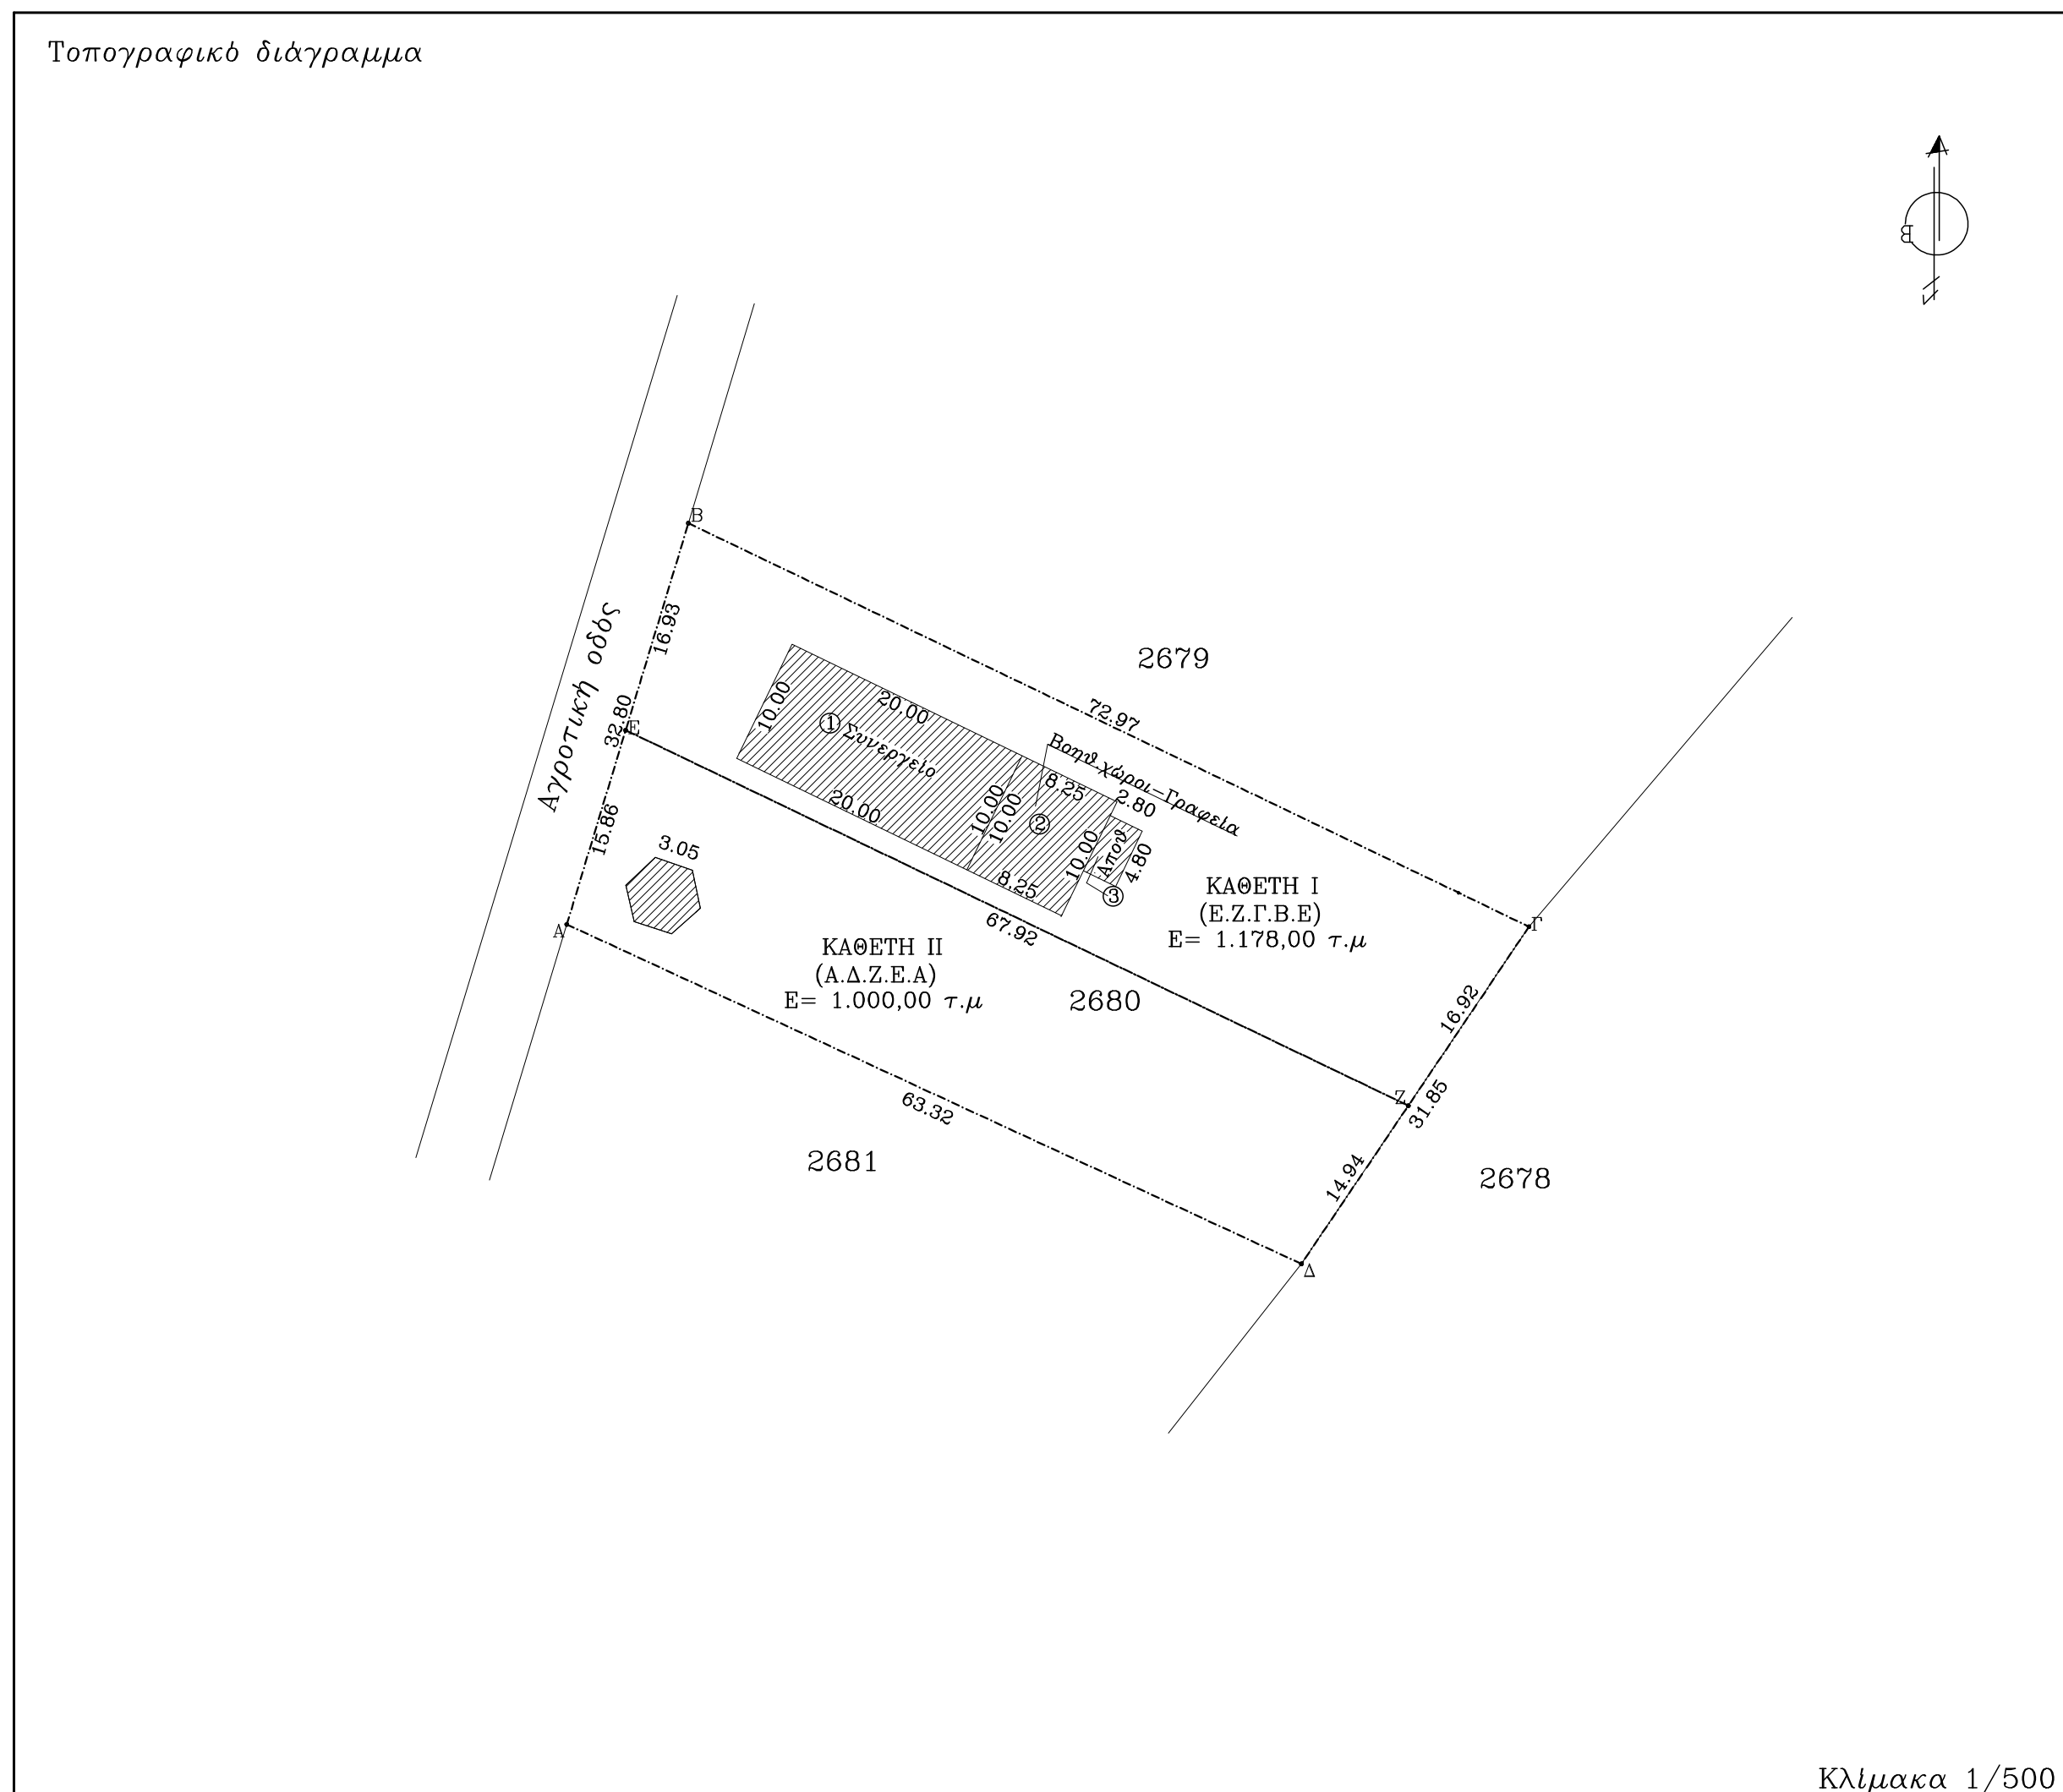 Τοπογραφικό διάγραμμα
Β
Β
16.93
Αγροτική οδός
2679
10.00
20.00
72.97
32.80
Ε
1
Συνεργείο
Βοηθ.χώροι-Γραφεία
8.25
2.80
20.00
10.00
10.00
2
15.86
3.05
10.00
Αποθ
4.80
8.25
3
ΚΑΘΕΤΗ Ι
(Ε.Ζ.Γ.Β.Ε)
Ε= 1.178,00 τ.μ
Α
67.92
Γ
ΚΑΘΕΤΗ ΙΙ
(Α.Δ.Ζ.Ε.Α)
Ε= 1.000,00 τ.μ
2680
16.92
Ζ
31.85
63.32
2681
14.94
2678
Δ
Κλίμακα 1/500